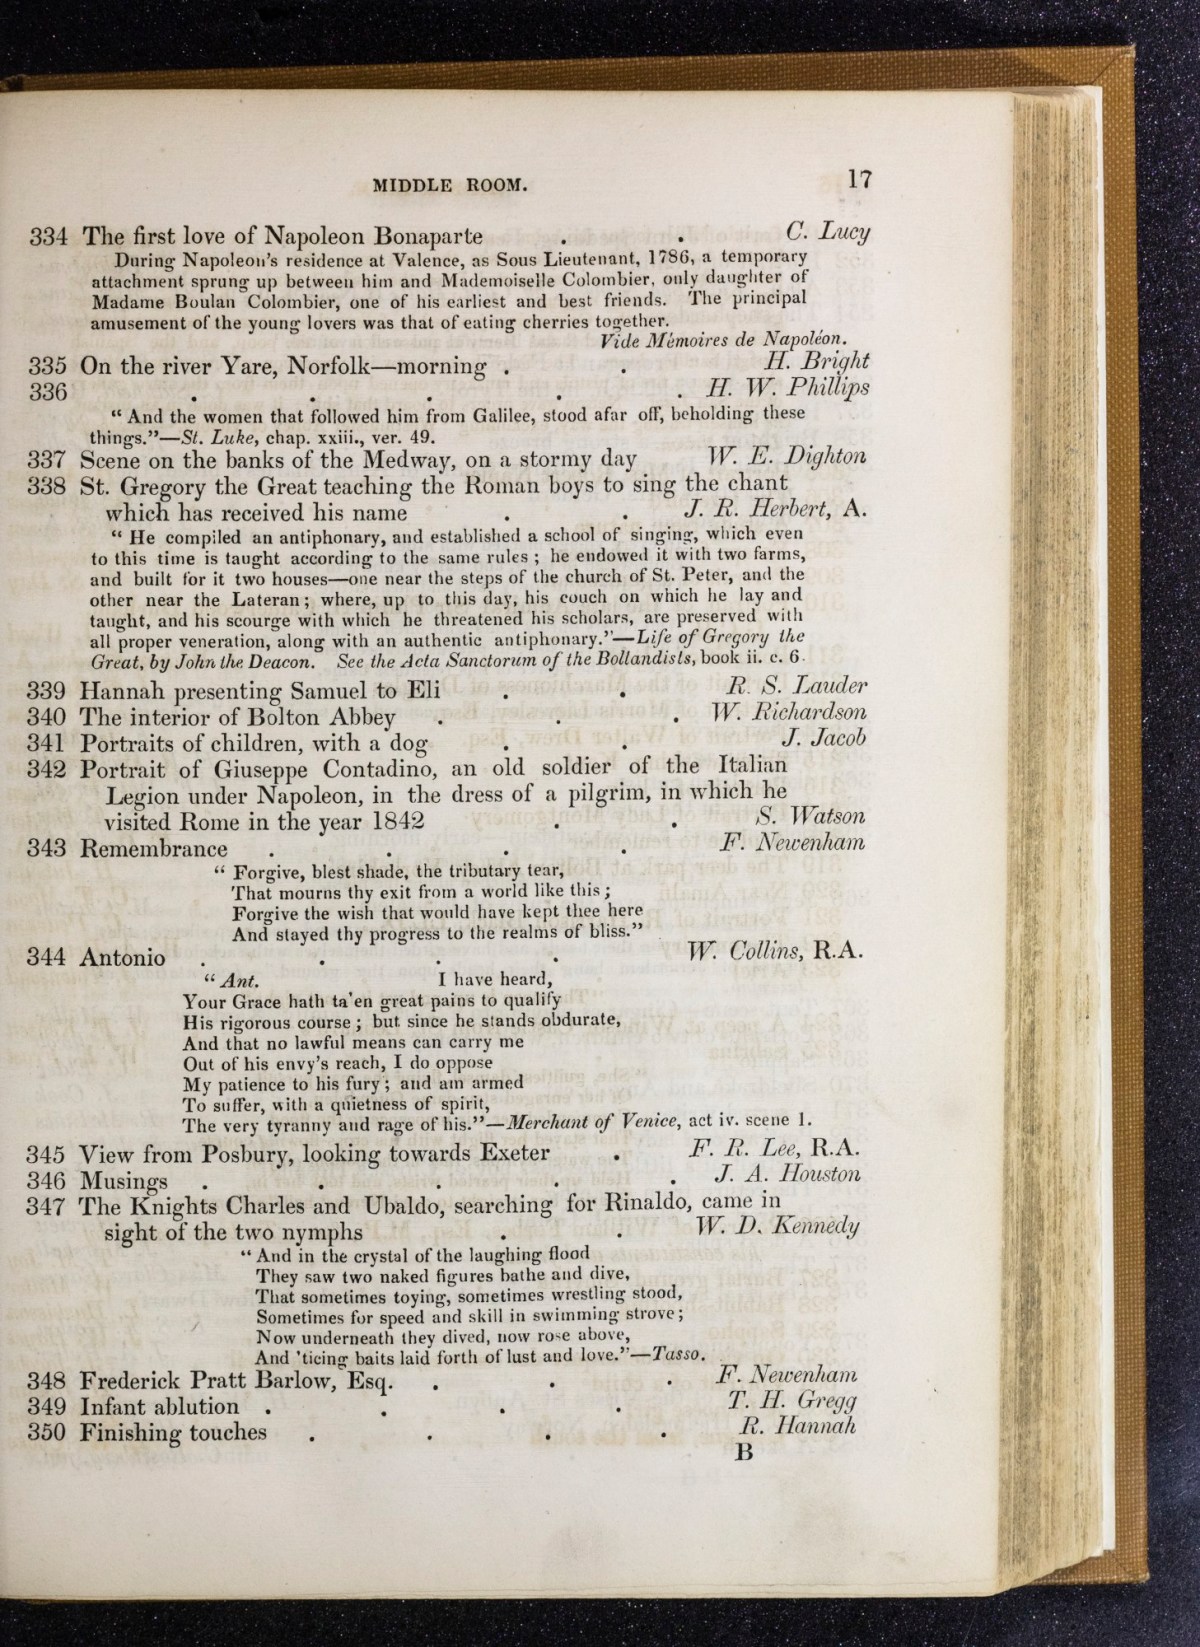 MIDDLE ROOM. 17
334 The first love of Napoleon Bonaparte . . C. Lucy
During Napoleon's residence at Valence, as Sous Lieutenant, 1786, a temporary
attachment sprung up between him and Mademoiselle Colombier, only daughter of
Madame Boulan Colombier, one of his earliest and best friends. The principal
amusement of the young lovers was that of eating cherries together.
Vide Mémoires de Napoléon.
335 On the river Yare, Norfolk—morning . . H. Bright
336 . . . . . H. W. Phillips
" And the women that followed him from Galilee, stood afar off, beholding these
things."—St. Luke, chap. xxiii., ver. 49.
337 Scene on the banks of the Medway, on a stormy day W. E. Dighton
338 St. Gregory the Great teaching the Roman boys to sing the chant
which has received his name . . J. R. Herbert, A.
" He compiled an antiphonary, and established a school of singing, which even
to this time is taught according to the same rules ; he endowed it with two farms,
and built for it two houses—one near the steps of the church of St. Peter, and the
other near the Lateran ; where, up to this day, his couch on which he lay and
taught, and his scourge with which he threatened his scholars, are preserved with
all proper veneration, along with an authentic antiphonary."—Life of Gregory the
Great, by John the Deacon. See the Acta Sanctorum of the Bollandists, book ii. c. 6.
339 Hannah presenting Samuel to Eli . . R. S. Lauder
340 The interior of Bolton Abbey . . . W. Richardson
341 Portraits of children, with a dog . . J. Jacob
342 Portrait of Giuseppe Contadino, an old soldier of the Italian
Legion under Napoleon, in the dress of a pilgrim, in which he
visited Rome in the year 1842 . . S. Watson
343 Remembrance . . . . F. Newenham
" Forgive, blest shade, the tributary tear,
That mourns thy exit from a world like this ;
Forgive the wish that would have kept thee here
And stayed thy progress to the realms of bliss."
344 Antonio . . . . W. Collins, R.A.
" Ant. I have heard,
Your Grace hath ta'en great pains to qualify
His rigorous course ; but since he stands obdurate,
And that no lawful means can carry me
Out of his envy's reach, I do oppose
My patience to his fury ; and am armed
To suffer, with a quietness of spirit,
The very tyranny and rage of his."—Merchant of Venice, act iv. scene 1.
345 View from Posbury, looking towards Exeter . F. R. Lee, R.A.
346 Musings . . . . . J. A. Houston
347 The Knights Charles and Ubaldo, searching for Rinaldo, came in
sight of the two nymphs . . W. D. Kennedy
" And in the crystal of the laughing flood
They saw two naked figures bathe and dive,
That sometimes toying, sometimes wrestling stood,
Sometimes for speed and skill in swimming strove ;
Now underneath they dived, now rose above,
And 'ticing baits laid forth of lust and love."—Tasso.
348 Frederick Pratt Barlow, Esq. . . . F. Newenham
349 Infant ablution . . . . T. H. Gregg
350 Finishing touches . . . . R. Hannah
B